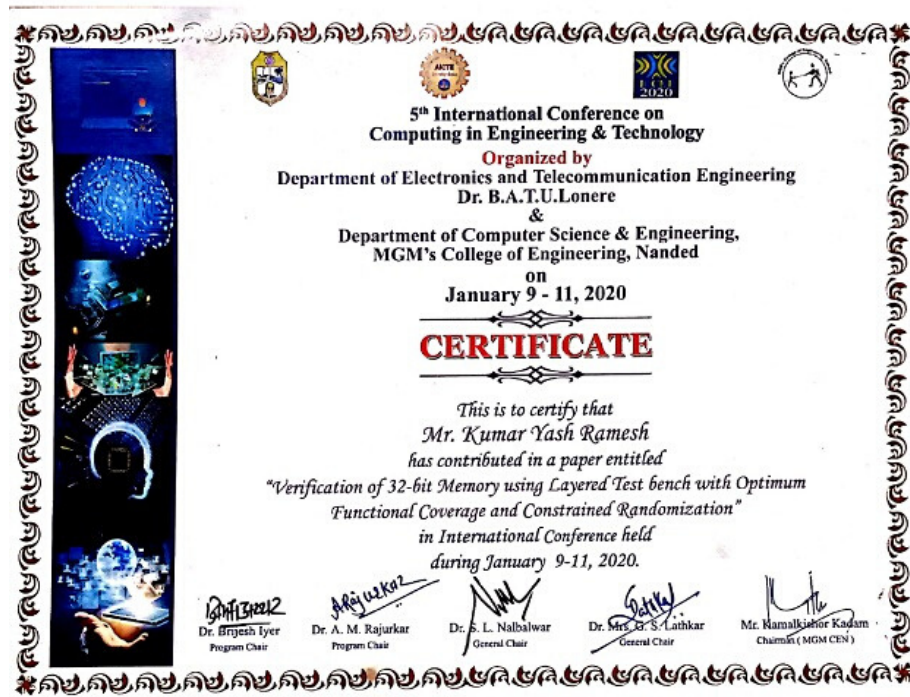 AICTE
ICCET
2020
5th International Conference on
Computing in Engineering & Technology
Organized by
Department of Electronics and Telecommunication Engineering
Dr. B.A.T.U.Lonere
&
Department of Computer Science & Engineering,
MGM's College of Engineering, Nanded
on
January 9 - 11, 2020
CERTIFICATE
This is to certify that
Mr. Kumar Yash Ramesh
has contributed in a paper entitled
"Verification of 32-bit Memory using Layered Test bench with Optimum
Functional Coverage and Constrained Randomization"
in International Conference held
during January 9-11, 2020.
Dr. Brijesh Iyer
Program Chair
Dr. A. M. Rajurkar
Program Chair
Dr. S. L. Nalbalwar
General Chair
Dr. Mrs. G. S. Lathkar
General Chair
Mr. Kamalkishor Kadam
Chairman ( MGM CEN )